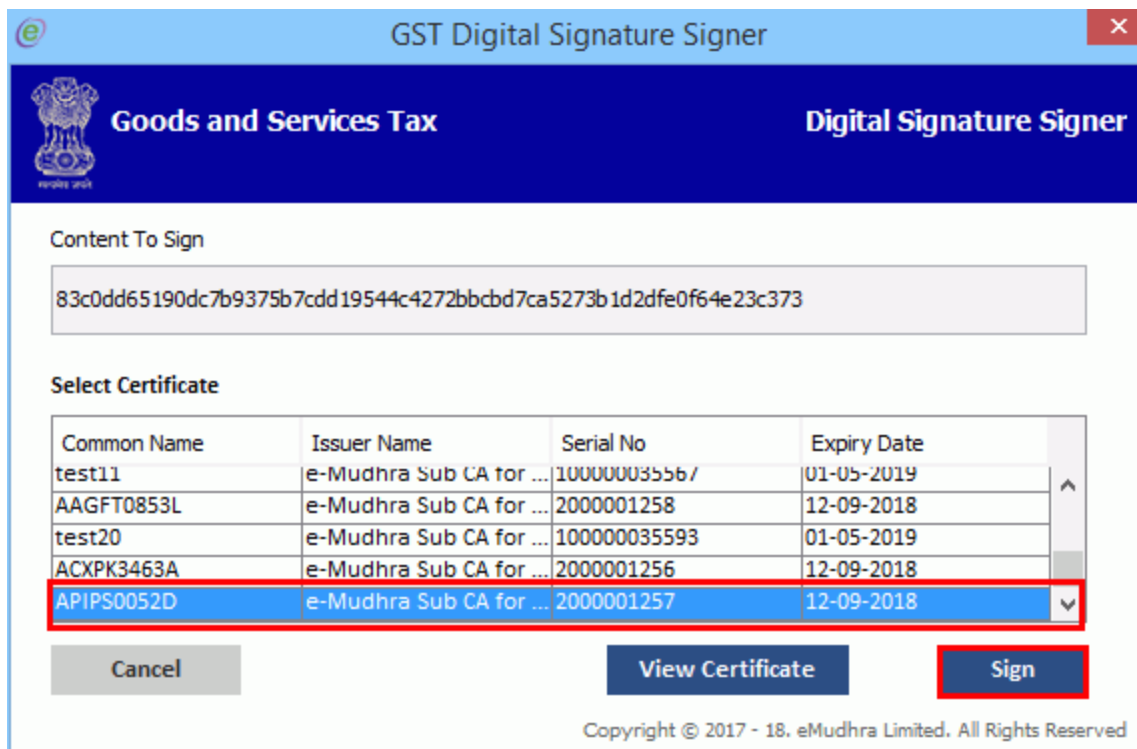 GST Digital Signature Signer
Goods and Services Tax
Digital Signature Signer
सत्यमेव जयते
Content To Sign
83c0dd65190dc7b9375b7cdd19544c4272bbcbd7ca5273b1d2dfe0f64e23c373
Select Certificate
Common Name Issuer Name Serial No Expiry Date
test11 e-Mudhra Sub CA for ... 100000035567 01-05-2019
AAGFT0853L e-Mudhra Sub CA for ... 2000001258 12-09-2018
test20 e-Mudhra Sub CA for ... 100000035593 01-05-2019
ACXPK3463A e-Mudhra Sub CA for ... 2000001256 12-09-2018
APIPS0052D e-Mudhra Sub CA for ... 2000001257 12-09-2018
Cancel View Certificate Sign
Copyright © 2017 - 18. eMudhra Limited. All Rights Reserved